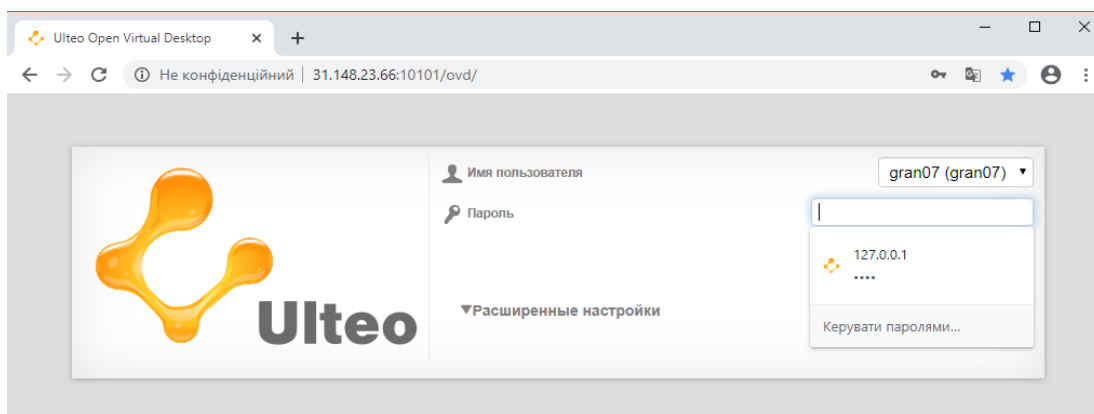 Ulteo Open Virtual Desktop
Не конфіденційний | 31.148.23.66:10101/ovd/
Имя пользователя
gran07 (gran07)
Пароль
127.0.0.1
••••
Расширенные настройки
Керувати паролями...
Ulteo